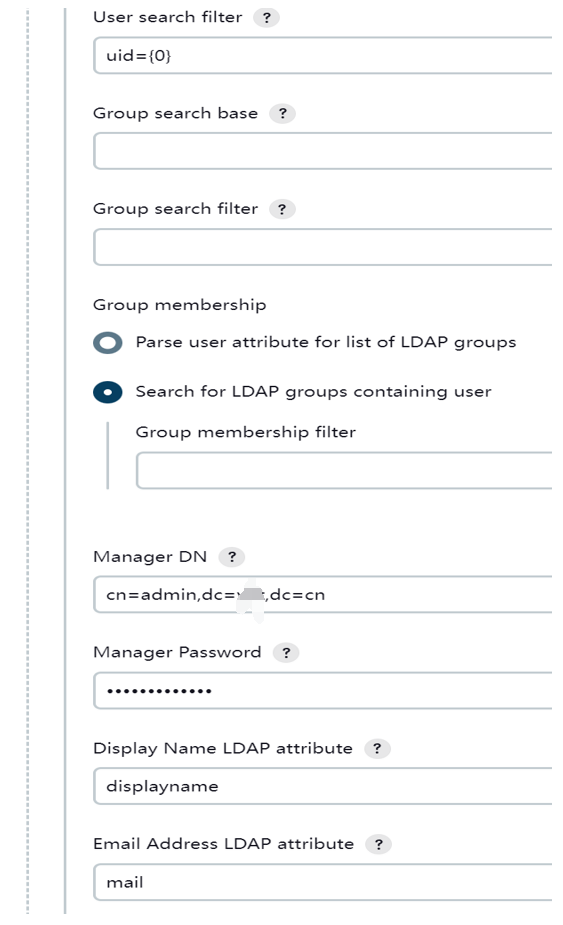 User search filter ?
uid={0}
Group search base ?
Group search filter ?
Group membership
Parse user attribute for list of LDAP groups
Search for LDAP groups containing user
Group membership filter
Manager DN ?
cn=admin,dc= ,dc=cn
Manager Password ?
•••••••••••••
Display Name LDAP attribute ?
displayname
Email Address LDAP attribute ?
mail